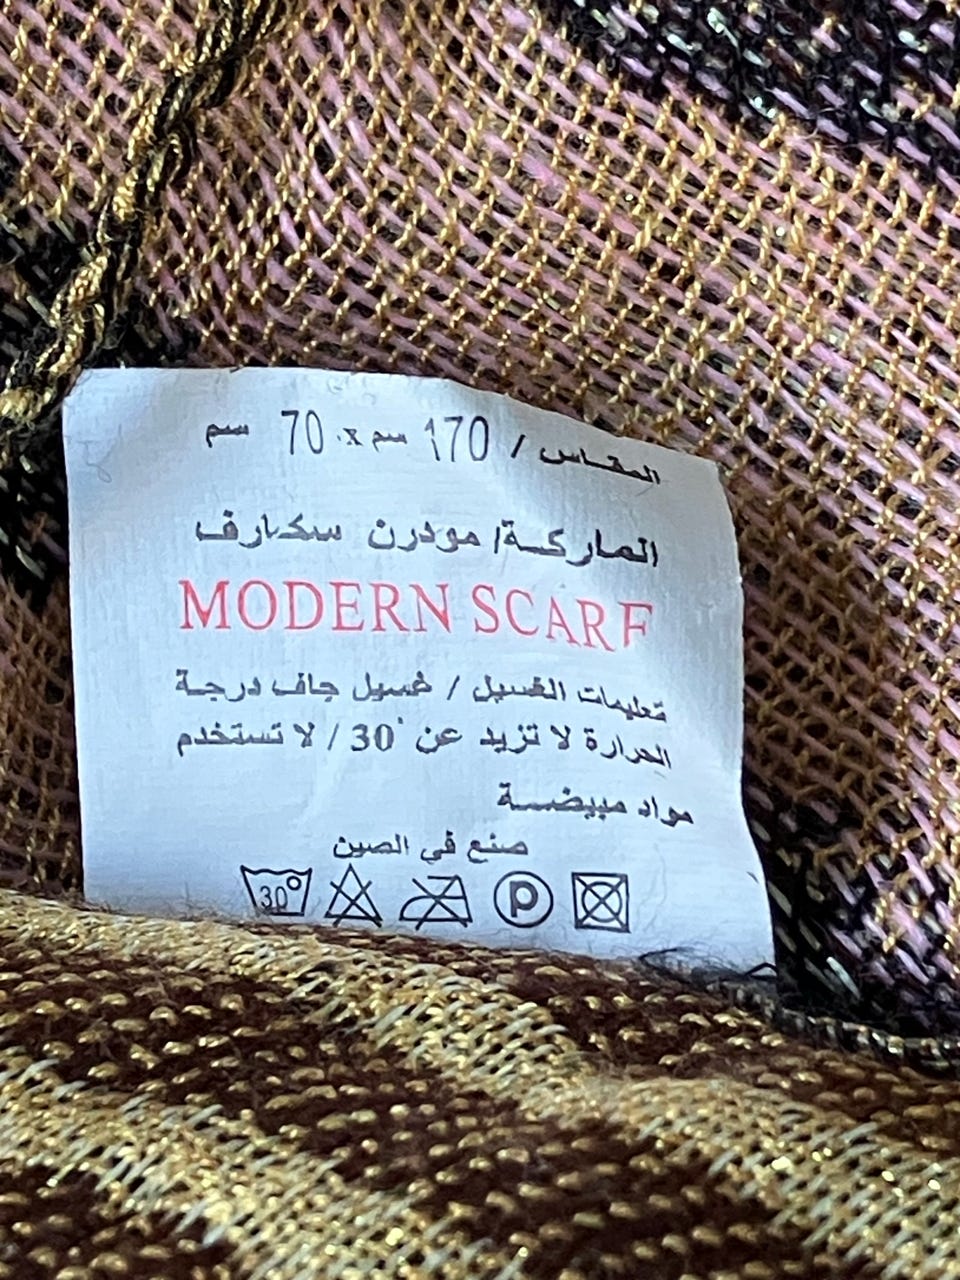 المقاس / 170 سم x 70 سم
الماركة/ مودرن سكارف
MODERN SCARF
تعليمات الغسيل / غسيل جاف درجة
الحرارة لا تزيد عن 30° / لا تستخدم
مواد مبيضة
صنع في الصين
30° P